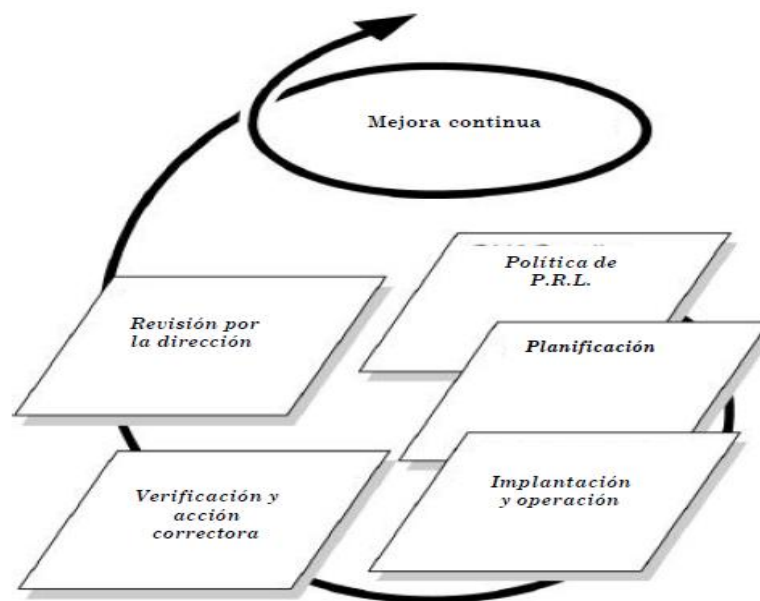 Mejora continua
Política de
P.R.L.
Planificación
Implantación
y operación
Verificación y
acción
correctora
Revisión por
la dirección